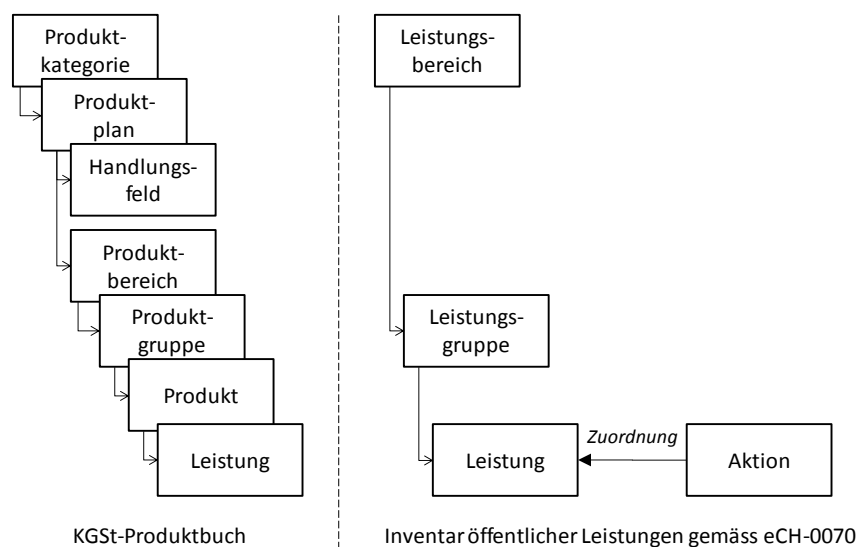 Produkt-
kategorie
Produkt-
plan
Handlungs-
feld
Produkt-
bereich
Produkt-
gruppe
Produkt
Leistung
KGSt-Produktbuch
Leistungs-
bereich
Leistungs-
gruppe
Leistung
Zuordnung
Aktion
Inventar öffentlicher Leistungen gemäss eCH-0070